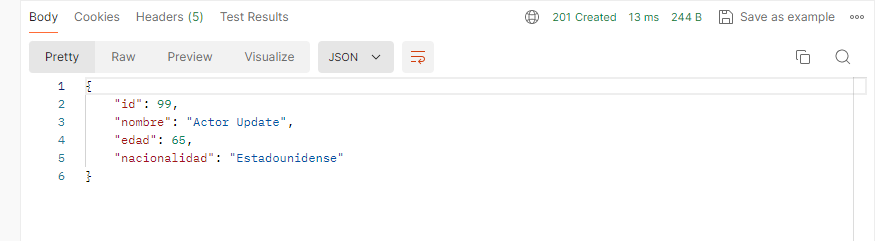 Body Cookies Headers (5) Test Results 201 Created 13 ms 244 B Save as example
Pretty Raw Preview Visualize JSON
1 {
2 "id": 99,
3 "nombre": "Actor Update",
4 "edad": 65,
5 "nacionalidad": "Estadounidense"
6 }